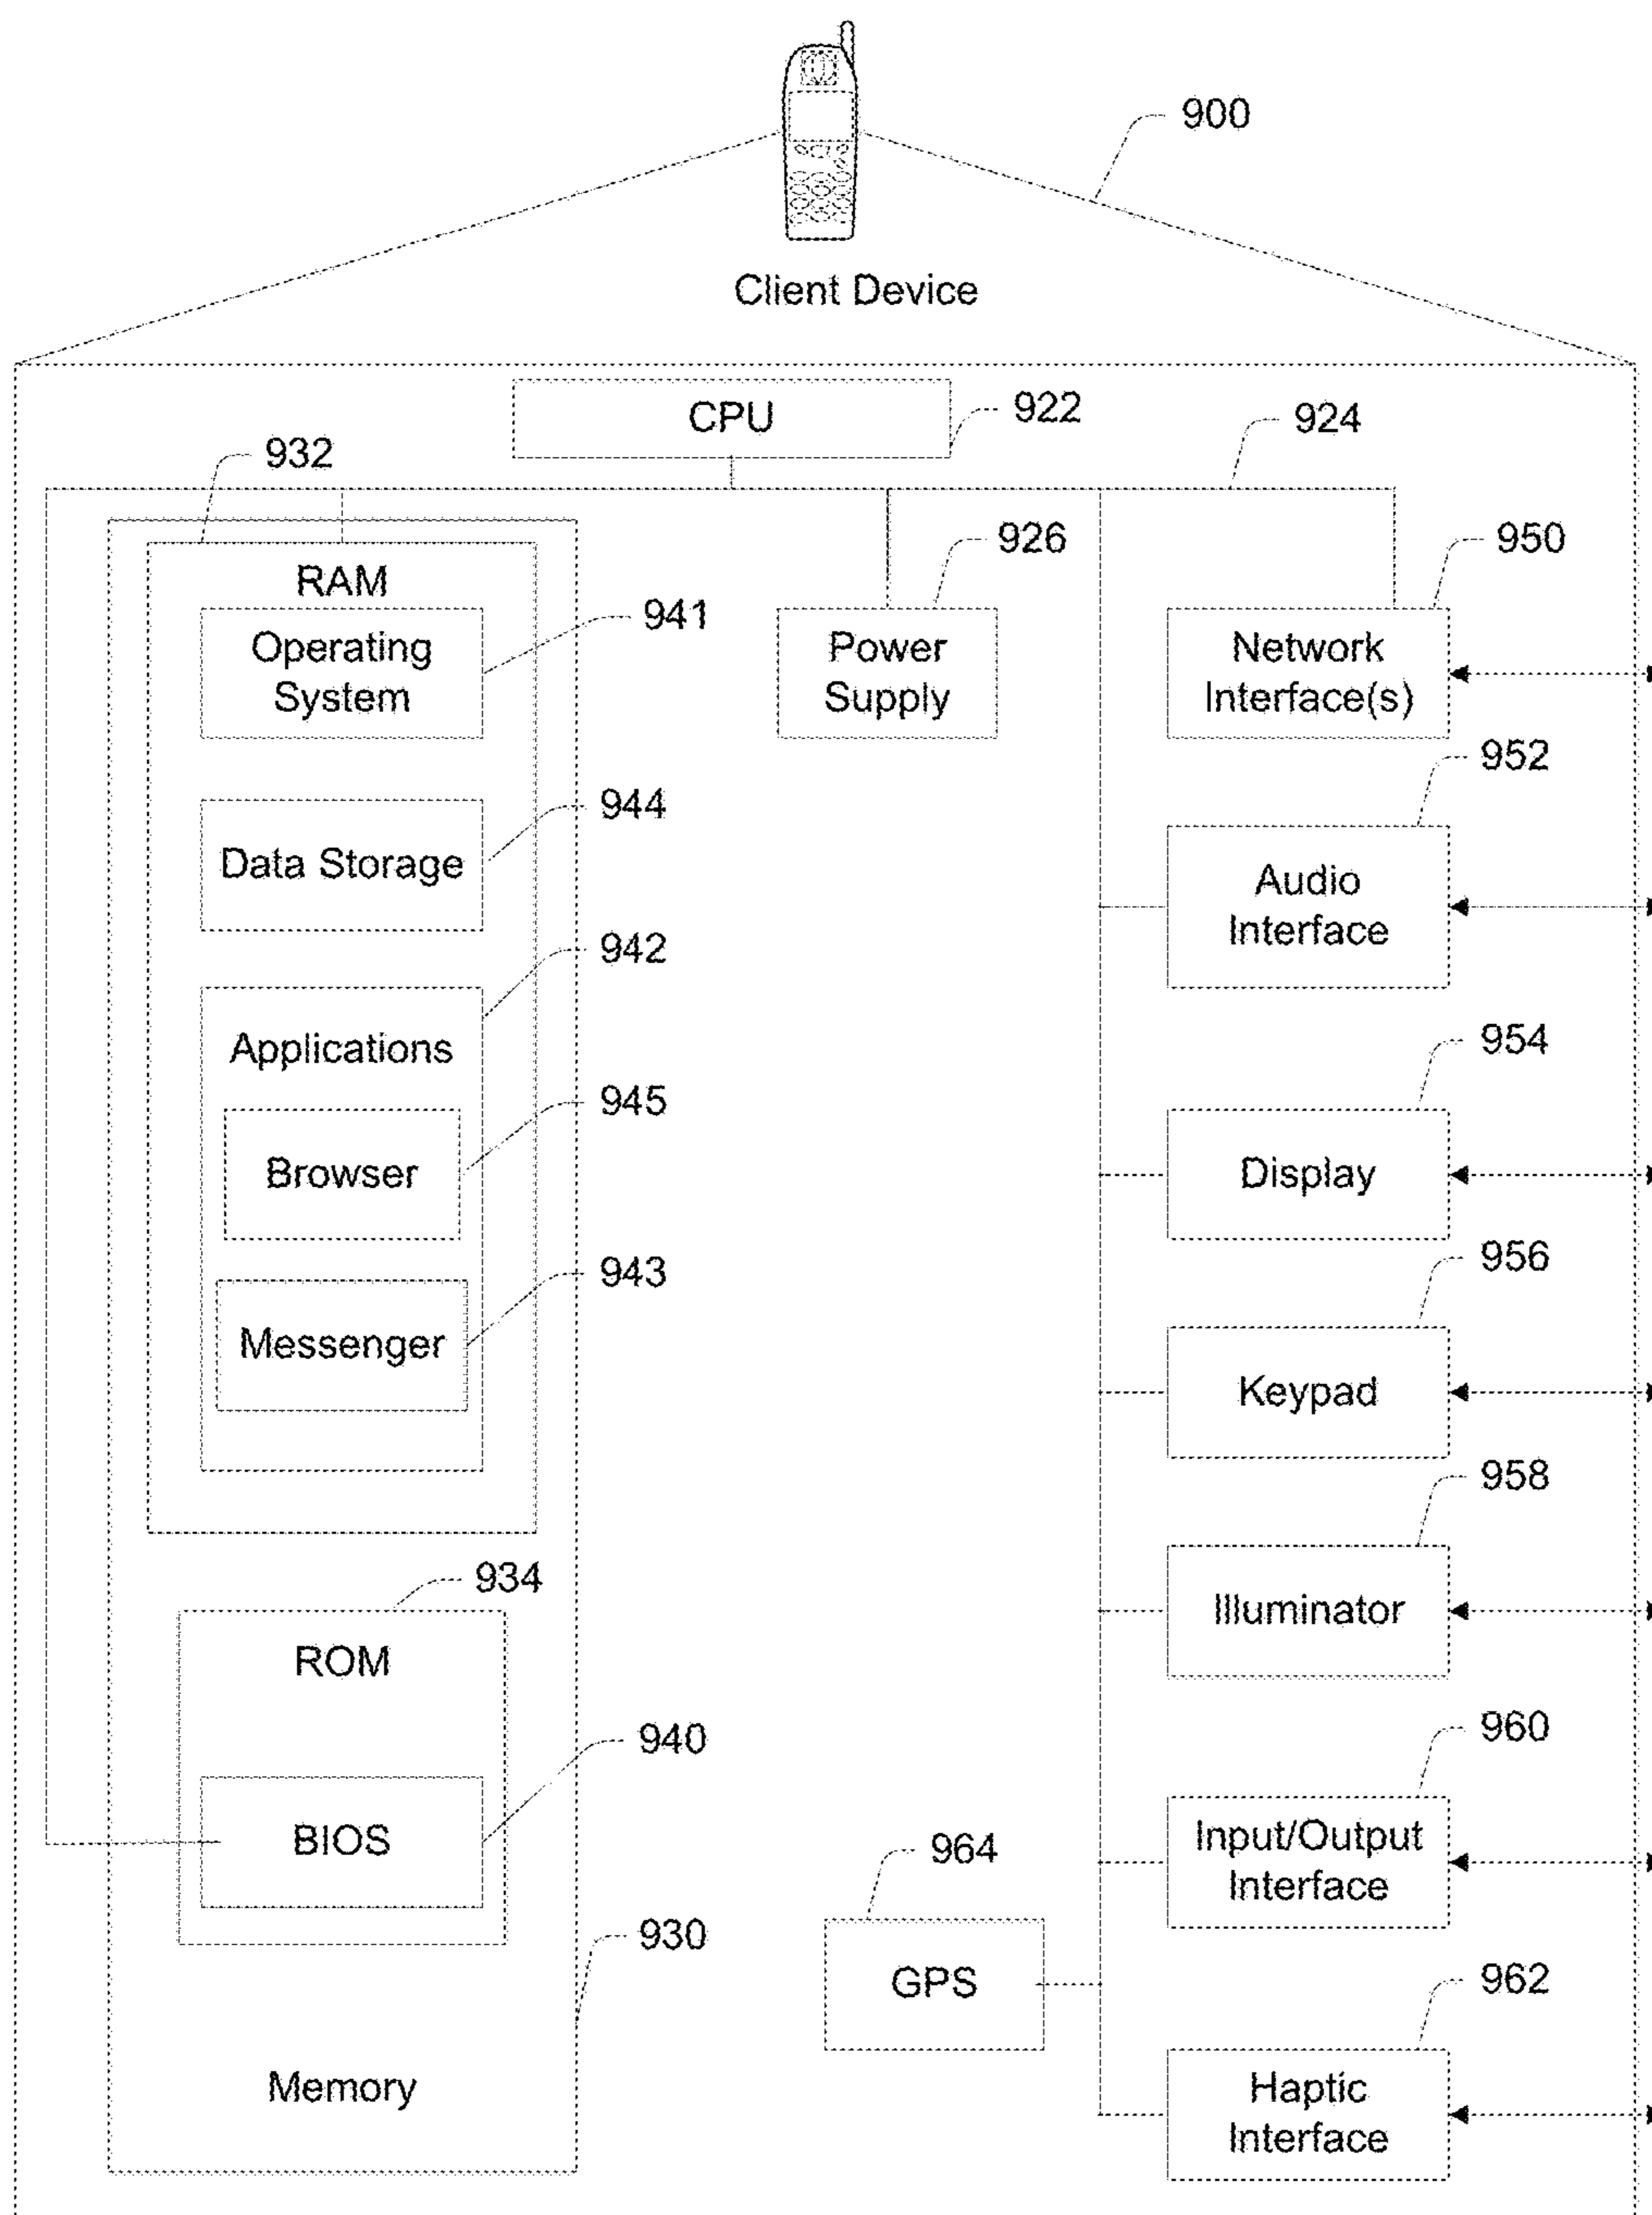 900
Client Device
CPU
922
924
932
RAM
926
950
Operating
System
941
Power
Supply
Network
Interface(s)
952
944
Data Storage
Audio
Interface
942
Applications
954
945
Browser
Display
956
943
Messenger
Keypad
958
934
ROM
Illuminator
960
940
BIOS
964
Input/Output
Interface
930
GPS
962
Memory
Haptic
Interface